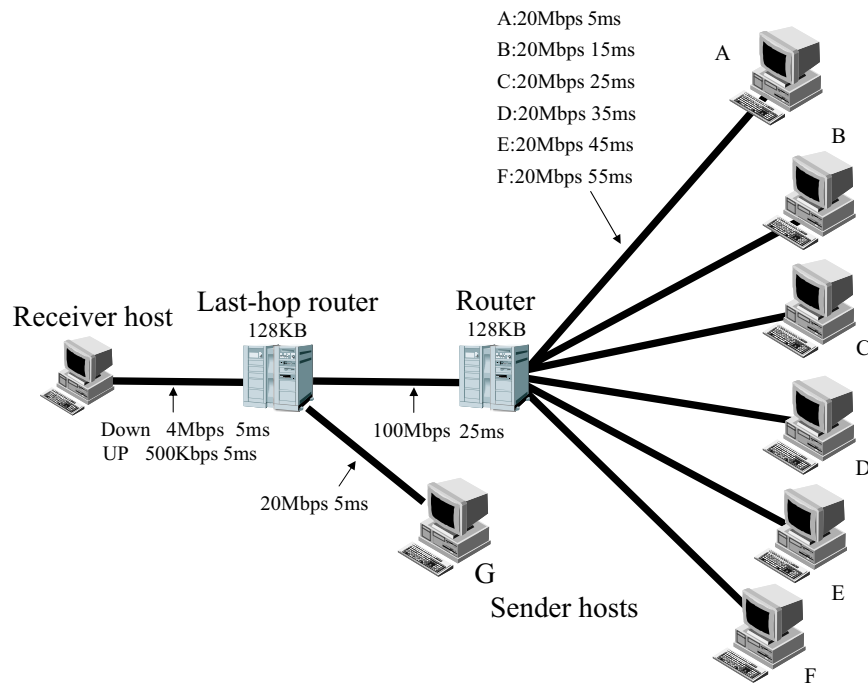 A:20Mbps 5ms
B:20Mbps 15ms
C:20Mbps 25ms
D:20Mbps 35ms
E:20Mbps 45ms
F:20Mbps 55ms
A
B
Last-hop router
128KB
Router
128KB
Receiver host
C
Down 4Mbps 5ms
UP 500Kbps 5ms
100Mbps 25ms
20Mbps 5ms
D
G
Sender hosts
E
F